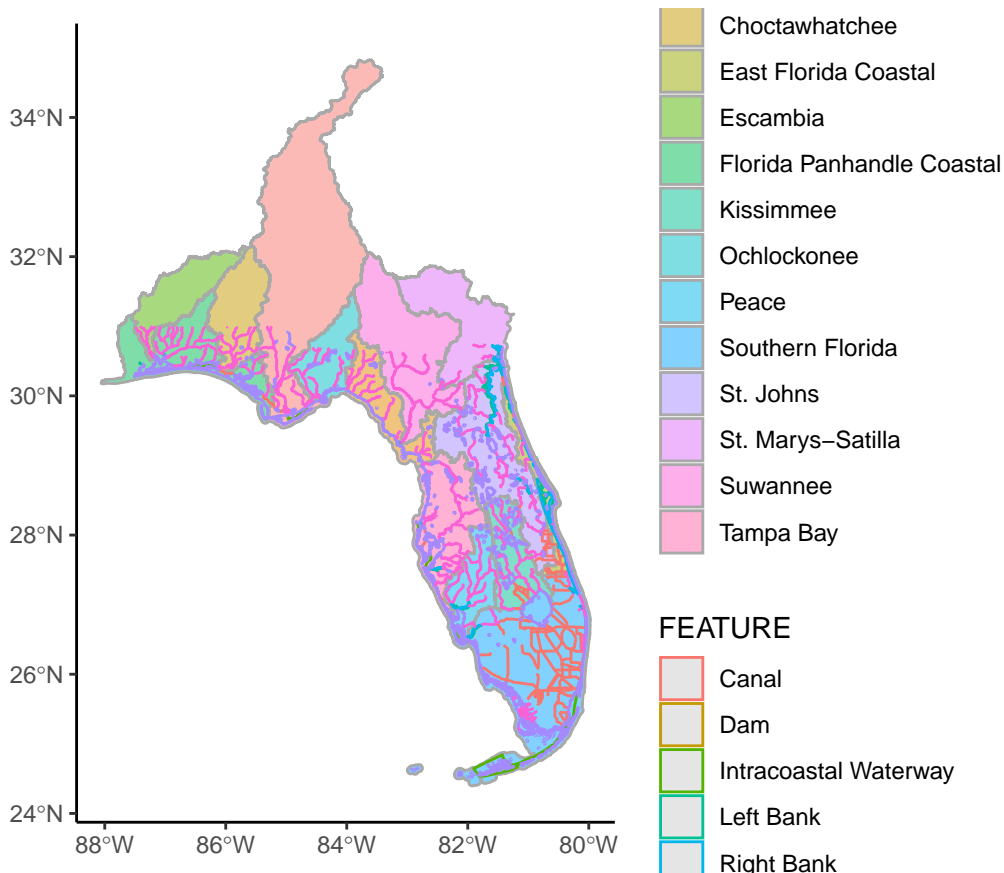 Choctawhatchee
East Florida Coastal
Escambia
Florida Panhandle Coastal
Kissimmee
Ochlockonee
Peace
Southern Florida
St. Johns
St. Marys−Satilla
Suwannee
Tampa Bay
FEATURE
Canal
Dam
Intracoastal Waterway
Left Bank
Right Bank
34°N
32°N
30°N
28°N
26°N
24°N
88°W 86°W 84°W 82°W 80°W